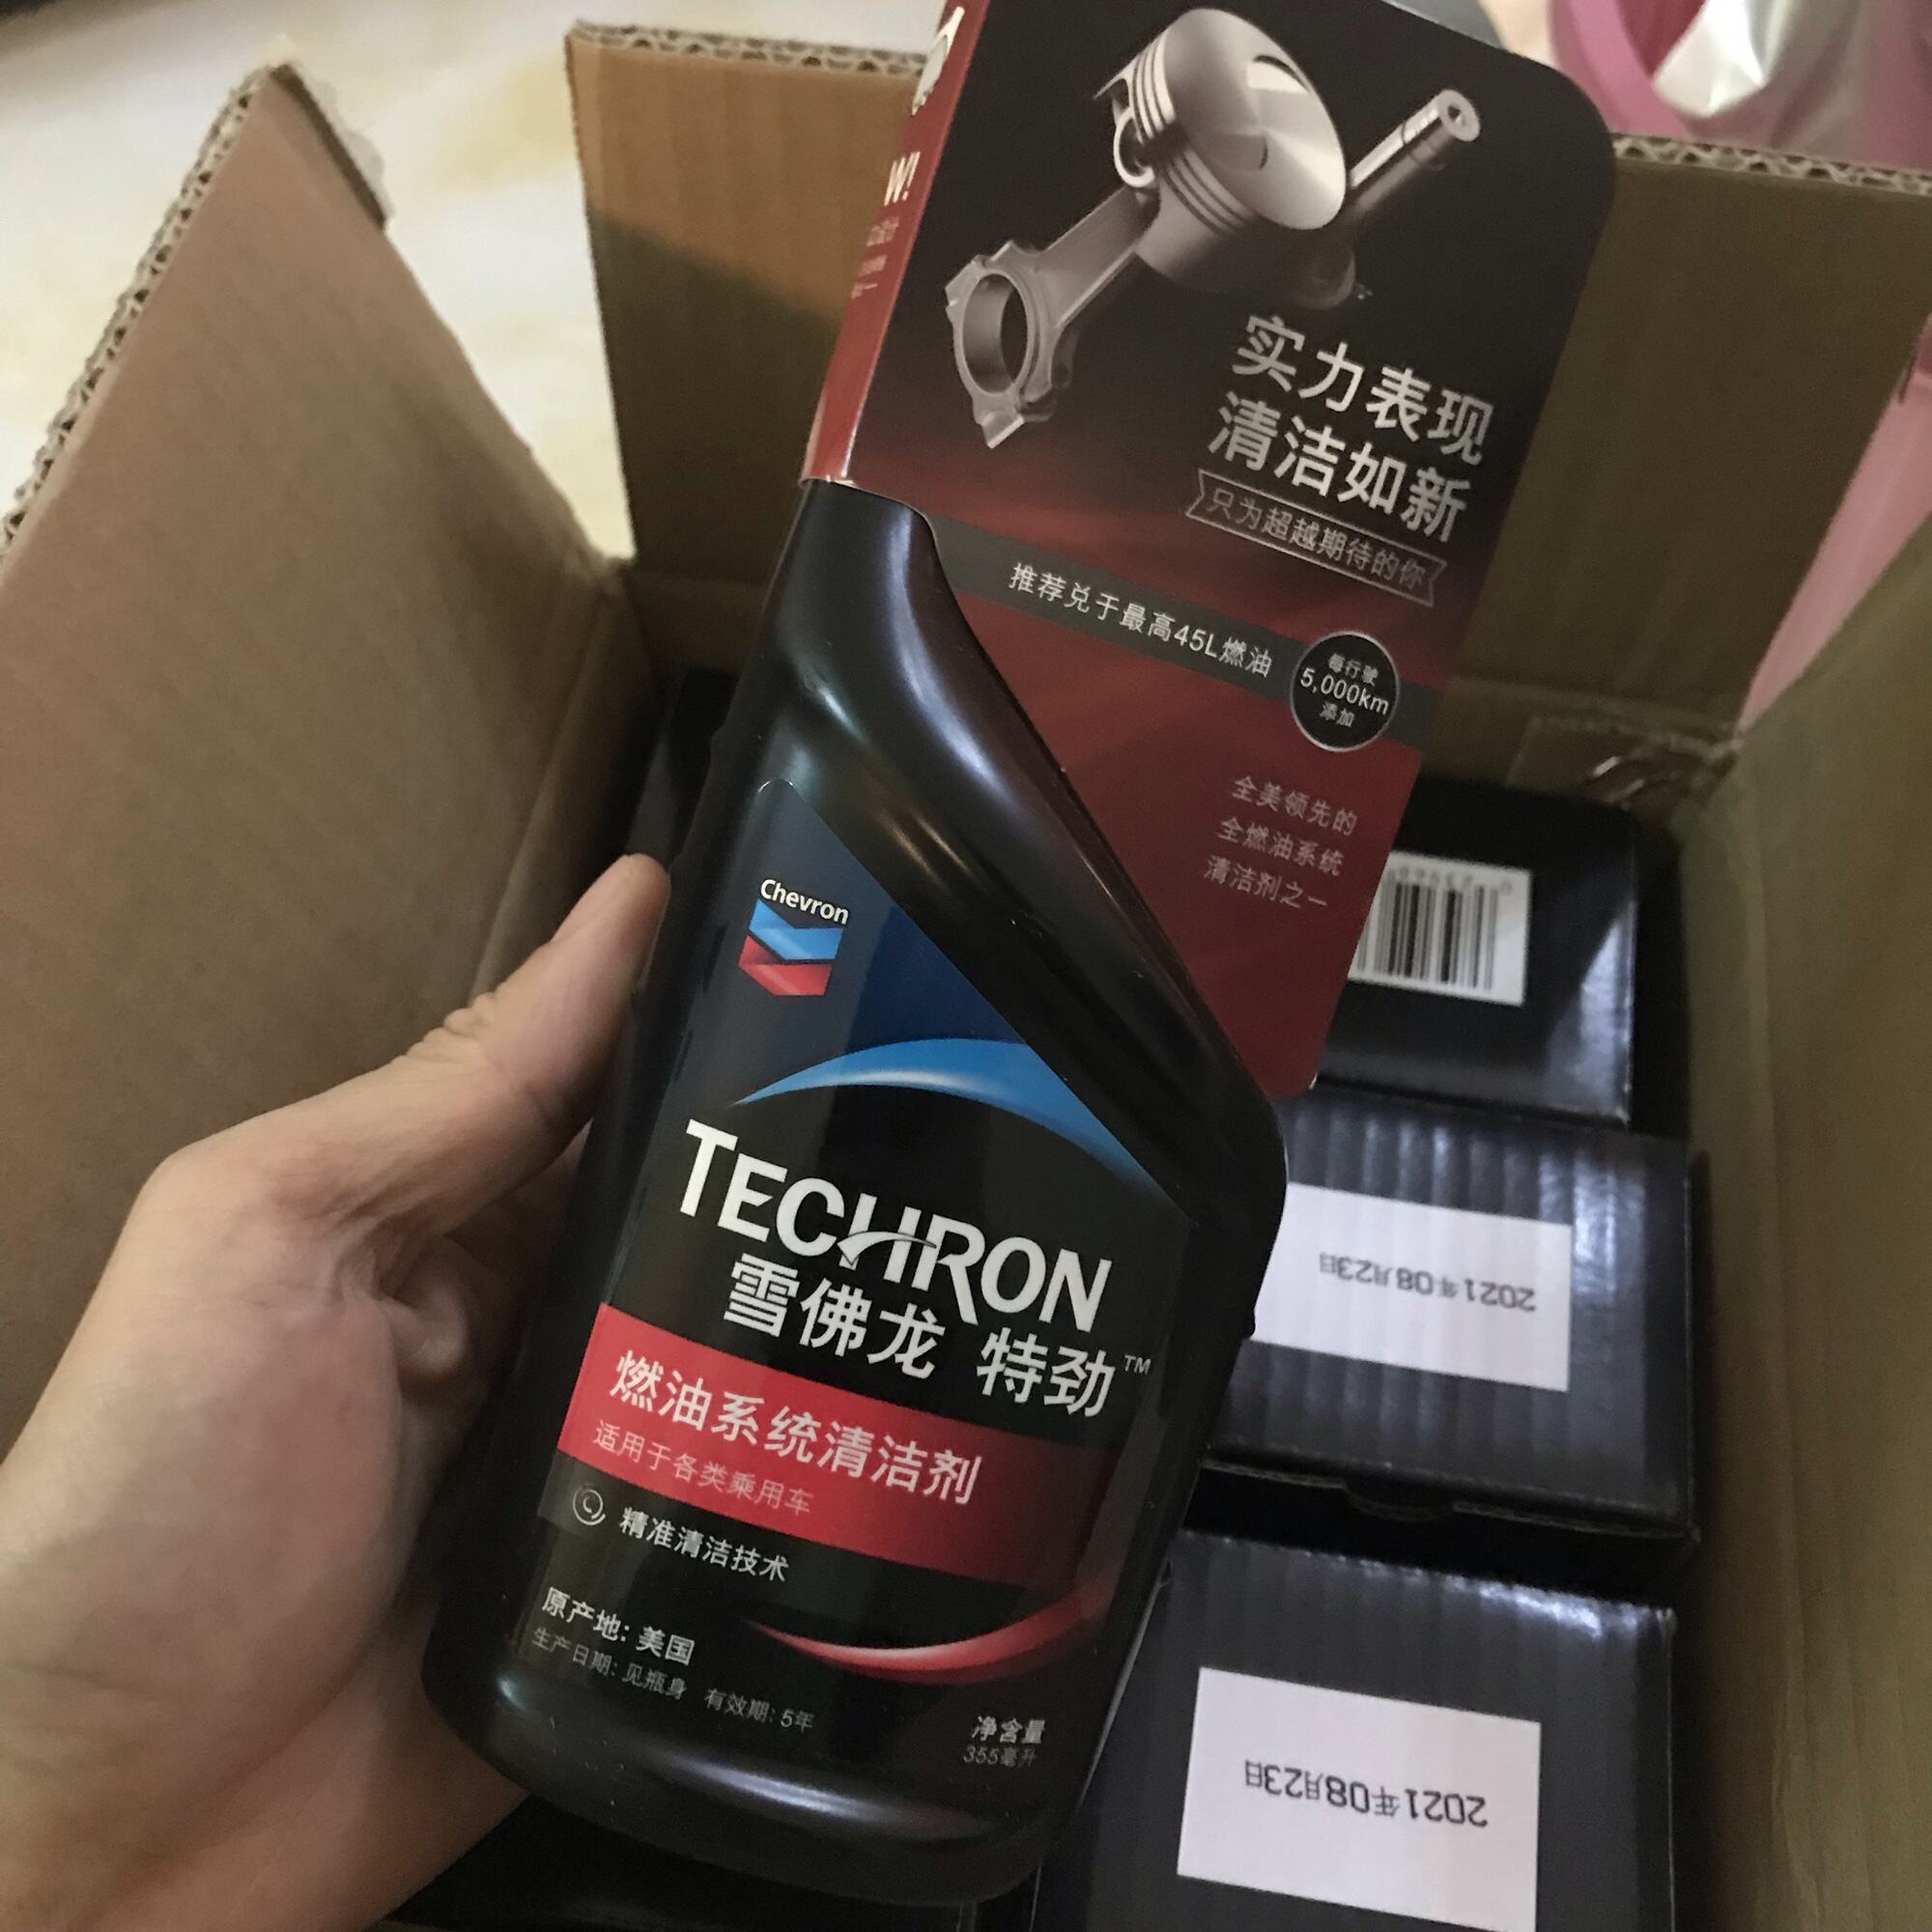 W!
实力表现
清洁如新
只为超越期待的你
推荐兑于最高45L燃油
每行驶
5,000km
添加
全美领先的
全燃油系统
清洁剂之一
Chevron
TECHRON
雪佛龙 特劲™
燃油系统清洁剂
适用于各类乘用车
精准清洁技术
原产地: 美国
生产日期: 见瓶身 有效期: 5年
净含量
355毫升
2021年08月23日
2021年08月23日